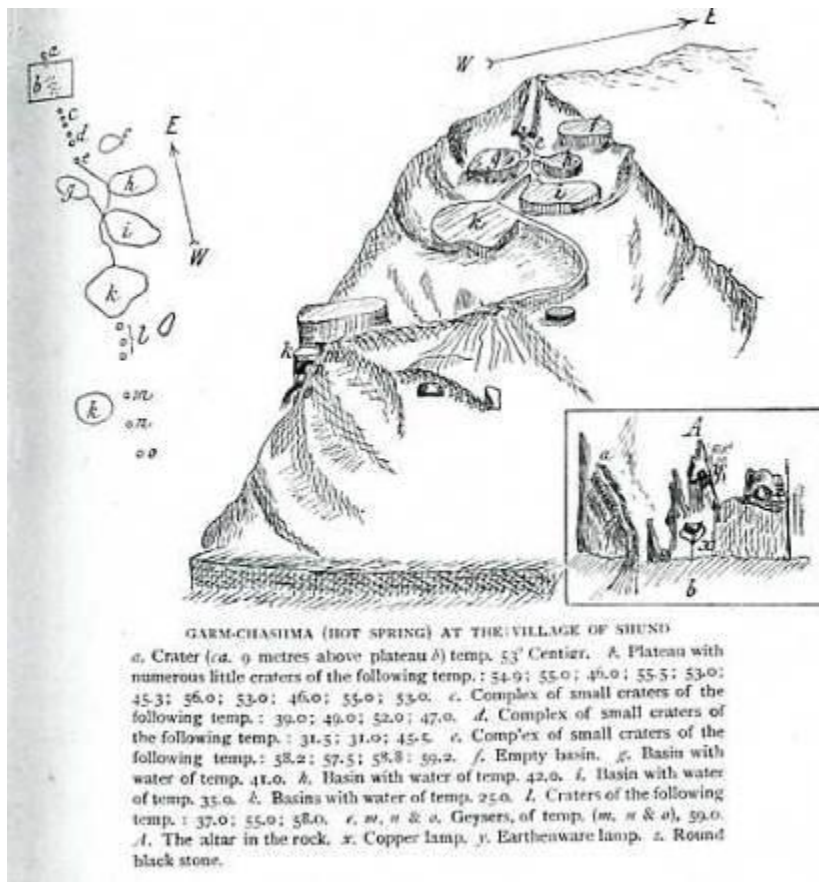 a
b
c
d
f
e
g
h
i
k
l
k
m
n
o
E
W
W
E
f
e
g
h
i
k
k
m
n
a
A
x
b
GARM-CHASHMA (HOT SPRING) AT THE VILLAGE OF SHUND
a. Crater (ca. 9 metres above plateau b) temp. 53° Centigr. b. Plateau with
numerous little craters of the following temp.: 54.9; 55.0; 46.0; 55.5; 53.0;
45.3; 56.0; 53.0; 46.0; 55.0; 53.0. c. Complex of small craters of the
following temp.: 39.0; 49.0; 52.0; 47.0. d. Complex of small craters of
the following temp.: 31.5; 31.0; 45.5. e. Complex of small craters of the
following temp.: 58.2; 57.5; 58.8; 59.2. f. Empty basin. g. Basin with
water of temp. 41.0. h. Basin with water of temp. 42.0. i. Basin with water
of temp. 35.0. k. Basins with water of temp. 25.0. l. Craters of the following
temp.: 37.0; 55.0; 58.0. e, m, n & o. Geysers, of temp. (m, n & o), 59.0.
A. The altar in the rock. x. Copper lamp. y. Earthenware lamp. z. Round
black stone.